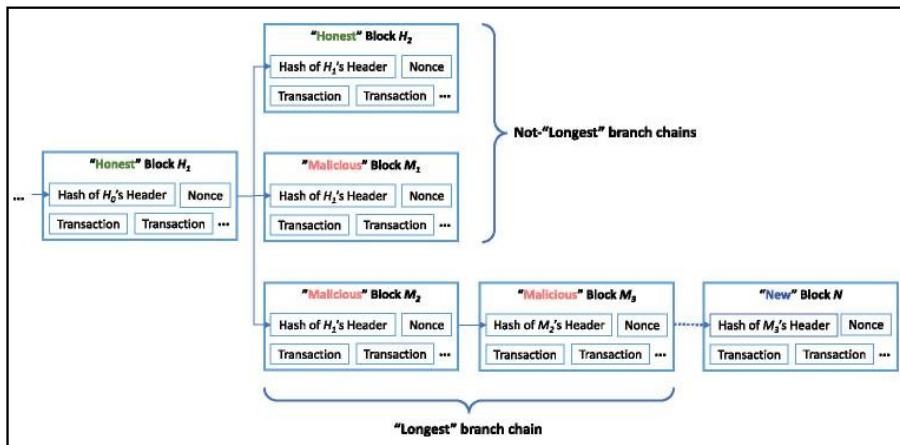 "Honest" Block H₂
Hash of H₁'s Header Nonce
Transaction Transaction ...
Not-"Longest" branch chains
"Honest" Block H₁
... Hash of H₀'s Header Nonce
Transaction Transaction ...
"Malicious" Block M₁
Hash of H₁'s Header Nonce
Transaction Transaction ...
"Malicious" Block M₂
Hash of H₁'s Header Nonce
Transaction Transaction ...
"Malicious" Block M₃
Hash of M₂'s Header Nonce
Transaction Transaction ...
"New" Block N
Hash of M₃'s Header Nonce
Transaction Transaction ...
"Longest" branch chain